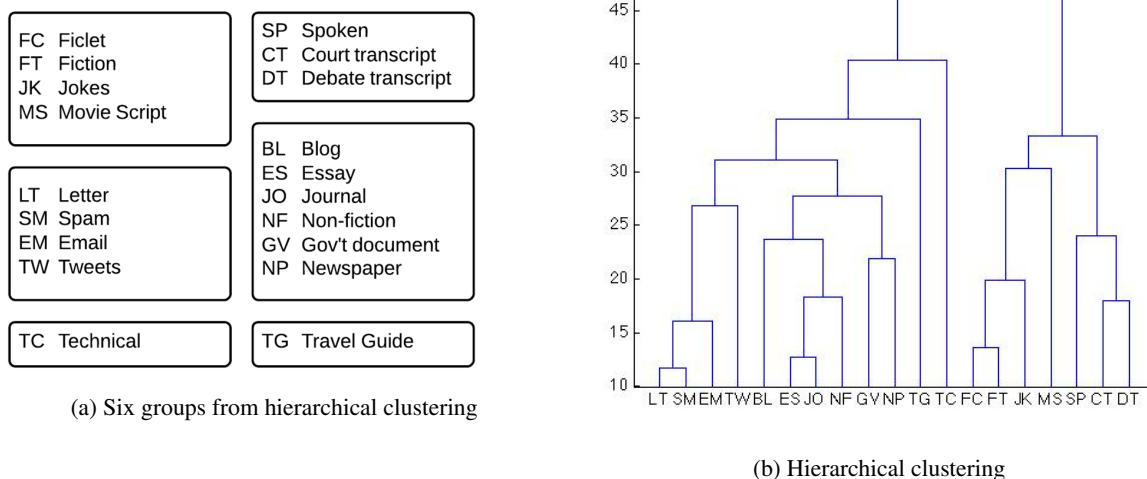 FC Ficlet
FT Fiction
JK Jokes
MS Movie Script
LT Letter
SM Spam
EM Email
TW Tweets
TC Technical
SP Spoken
CT Court transcript
DT Debate transcript
BL Blog
ES Essay
JO Journal
NF Non-fiction
GV Gov't document
NP Newspaper
TG Travel Guide
(a) Six groups from hierarchical clustering
45
40
35
30
25
20
15
10
LT SM EM TW BL ES JO NF GV NP TG TC FC FT JK MS SP CT DT
(b) Hierarchical clustering